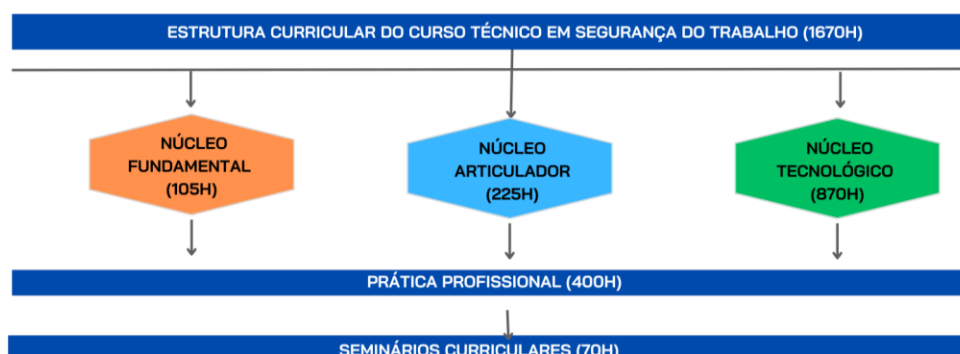 ESTRUTURA CURRICULAR DO CURSO TÉCNICO EM SEGURANÇA DO TRABALHO (1670H)
NÚCLEO
FUNDAMENTAL
(105H)
NÚCLEO
ARTICULADOR
(225H)
NÚCLEO
TECNOLÓGICO
(870H)
PRÁTICA PROFISSIONAL (400H)
SEMINÁRIOS CURRICULARES (70H)